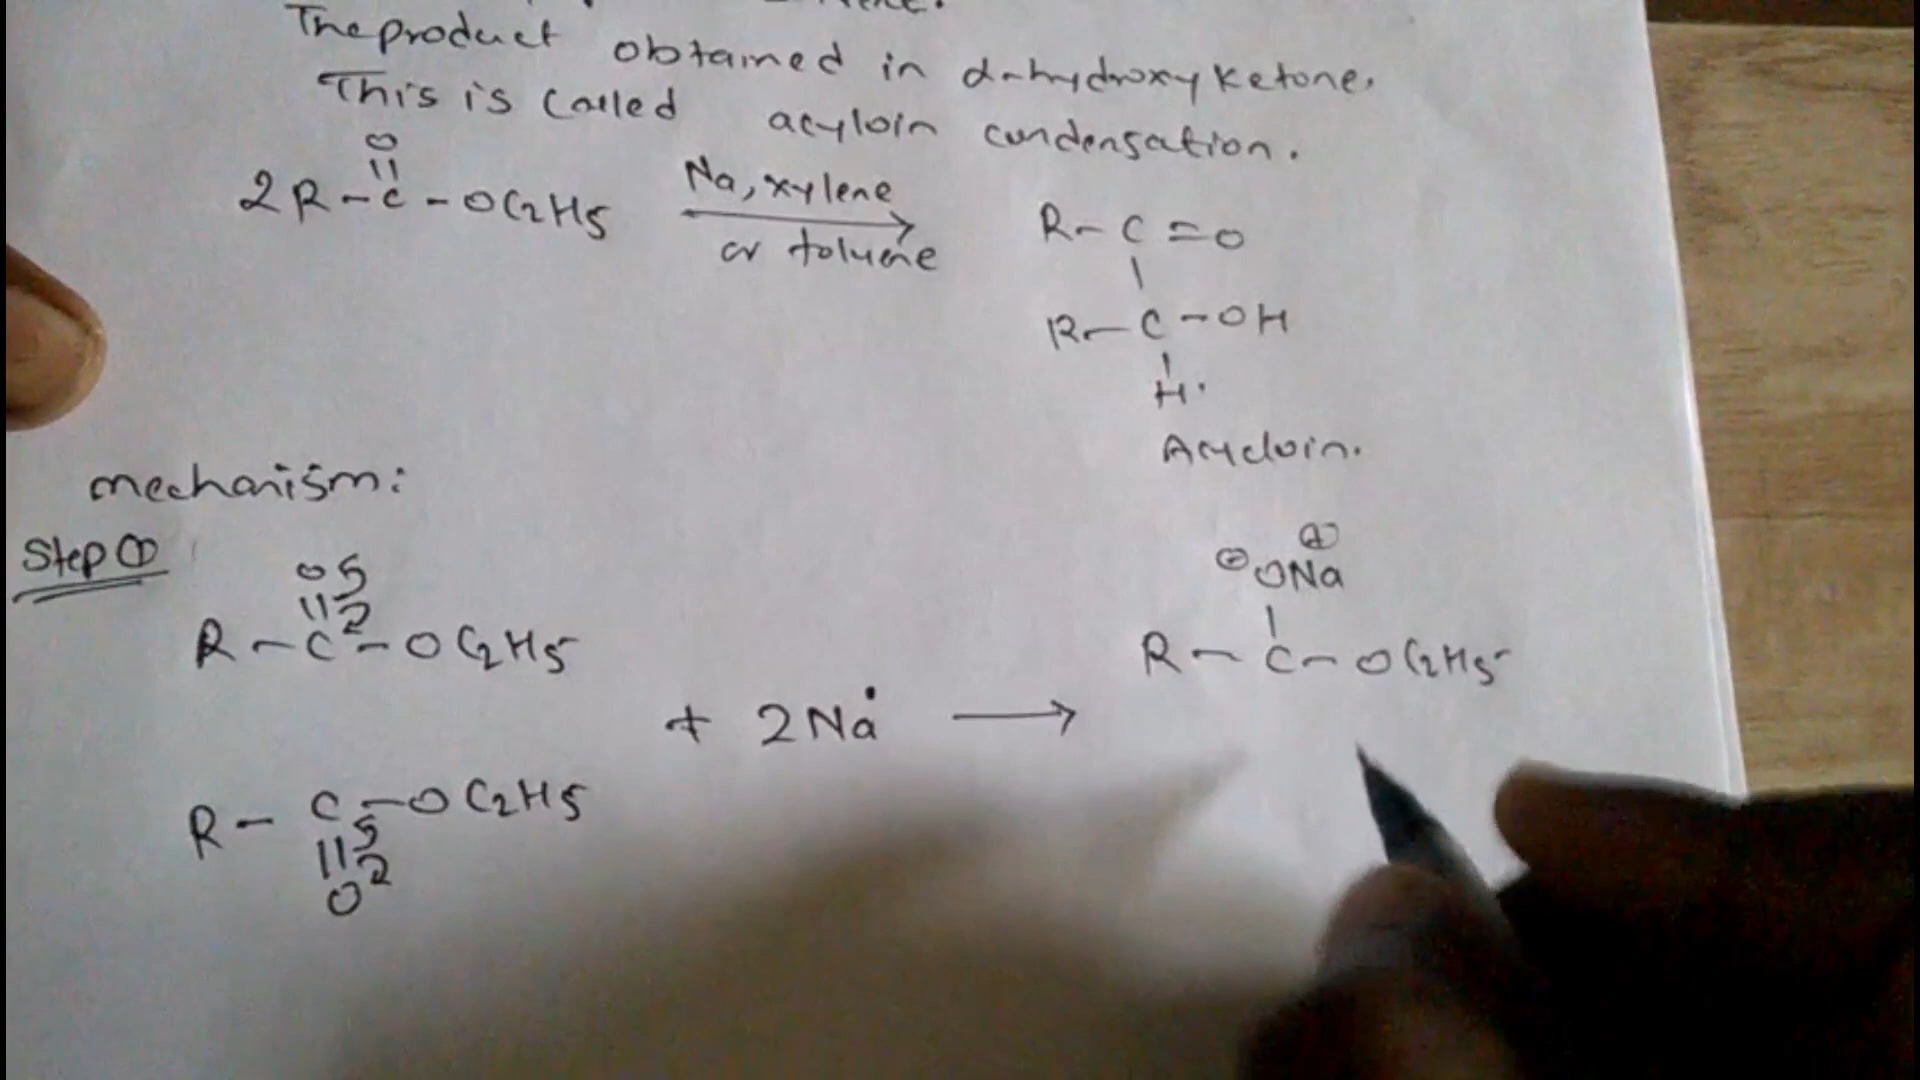 The product obtained in α-hydroxy ketone.
This is called acyloin condensation.
O
||
2R-C-OC2H5
Na, xylene
or toluene
R-C=O
|
R-C-OH
|
H.
Acyloin.
mechanism:
Step ①
O
||
R-C-OC2H5
+ 2Na• →
R-C-OC2H5
||
O
⊖ONa⊕
|
R-C-OC2H5